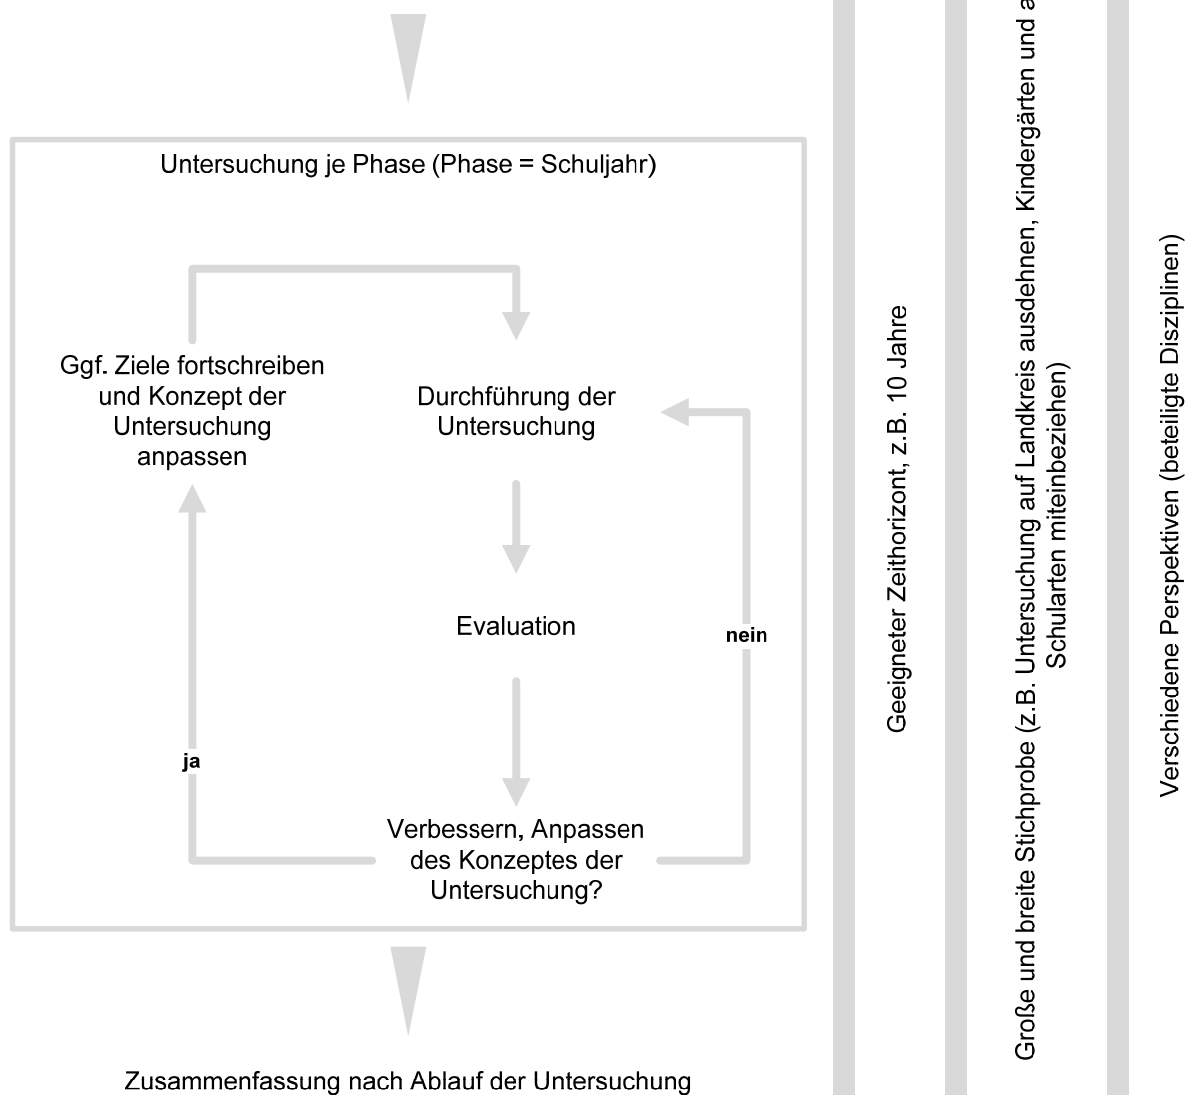 Untersuchung je Phase (Phase = Schuljahr)
Ggf. Ziele fortschreiben
und Konzept der
Untersuchung
anpassen
Durchführung der
Untersuchung
Evaluation
nein
ja
Verbessern, Anpassen
des Konzeptes der
Untersuchung?
Zusammenfassung nach Ablauf der Untersuchung
Geeigneter Zeithorizont, z.B. 10 Jahre
Große und breite Stichprobe (z.B. Untersuchung auf Landkreis ausdehnen, Kindergärten und
Schularten miteinbeziehen)
Verschiedene Perspektiven (beteiligte Disziplinen)